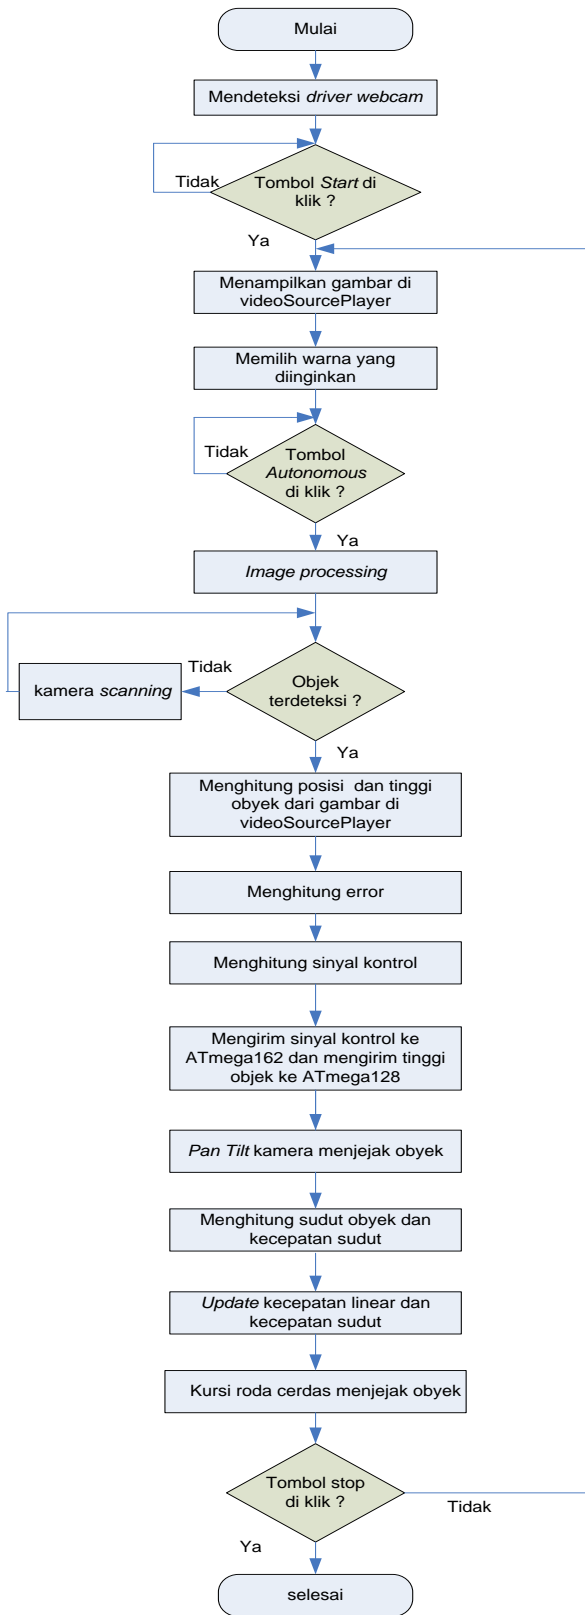 Mulai
Mendeteksi driver webcam
Tombol Start di
klik ?
Tidak
Ya
Menampilkan gambar di
videoSourcePlayer
Memilih warna yang
diinginkan
Tombol
Autonomous
di klik ?
Tidak
Ya
Image processing
Objek
terdeteksi ?
Tidak
kamera scanning
Ya
Menghitung posisi dan tinggi
obyek dari gambar di
videoSourcePlayer
Menghitung error
Menghitung sinyal kontrol
Mengirim sinyal kontrol ke
ATmega162 dan mengirim tinggi
objek ke ATmega128
Pan Tilt kamera menjejak obyek
Menghitung sudut obyek dan
kecepatan sudut
Update kecepatan linear dan
kecepatan sudut
Kursi roda cerdas menjejak obyek
Tombol stop
di klik ?
Tidak
Ya
selesai